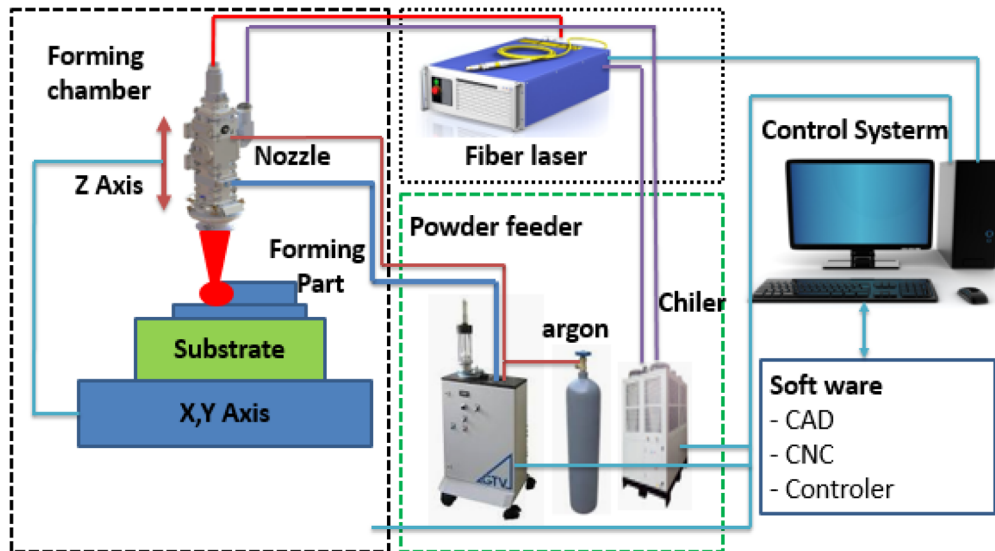 Forming
chamber
Z Axis
Nozzle
Forming
Part
Substrate
X,Y Axis
Fiber laser
Powder feeder
argon
Chiler
GTV
Control Systerm
Soft ware
- CAD
- CNC
- Controler